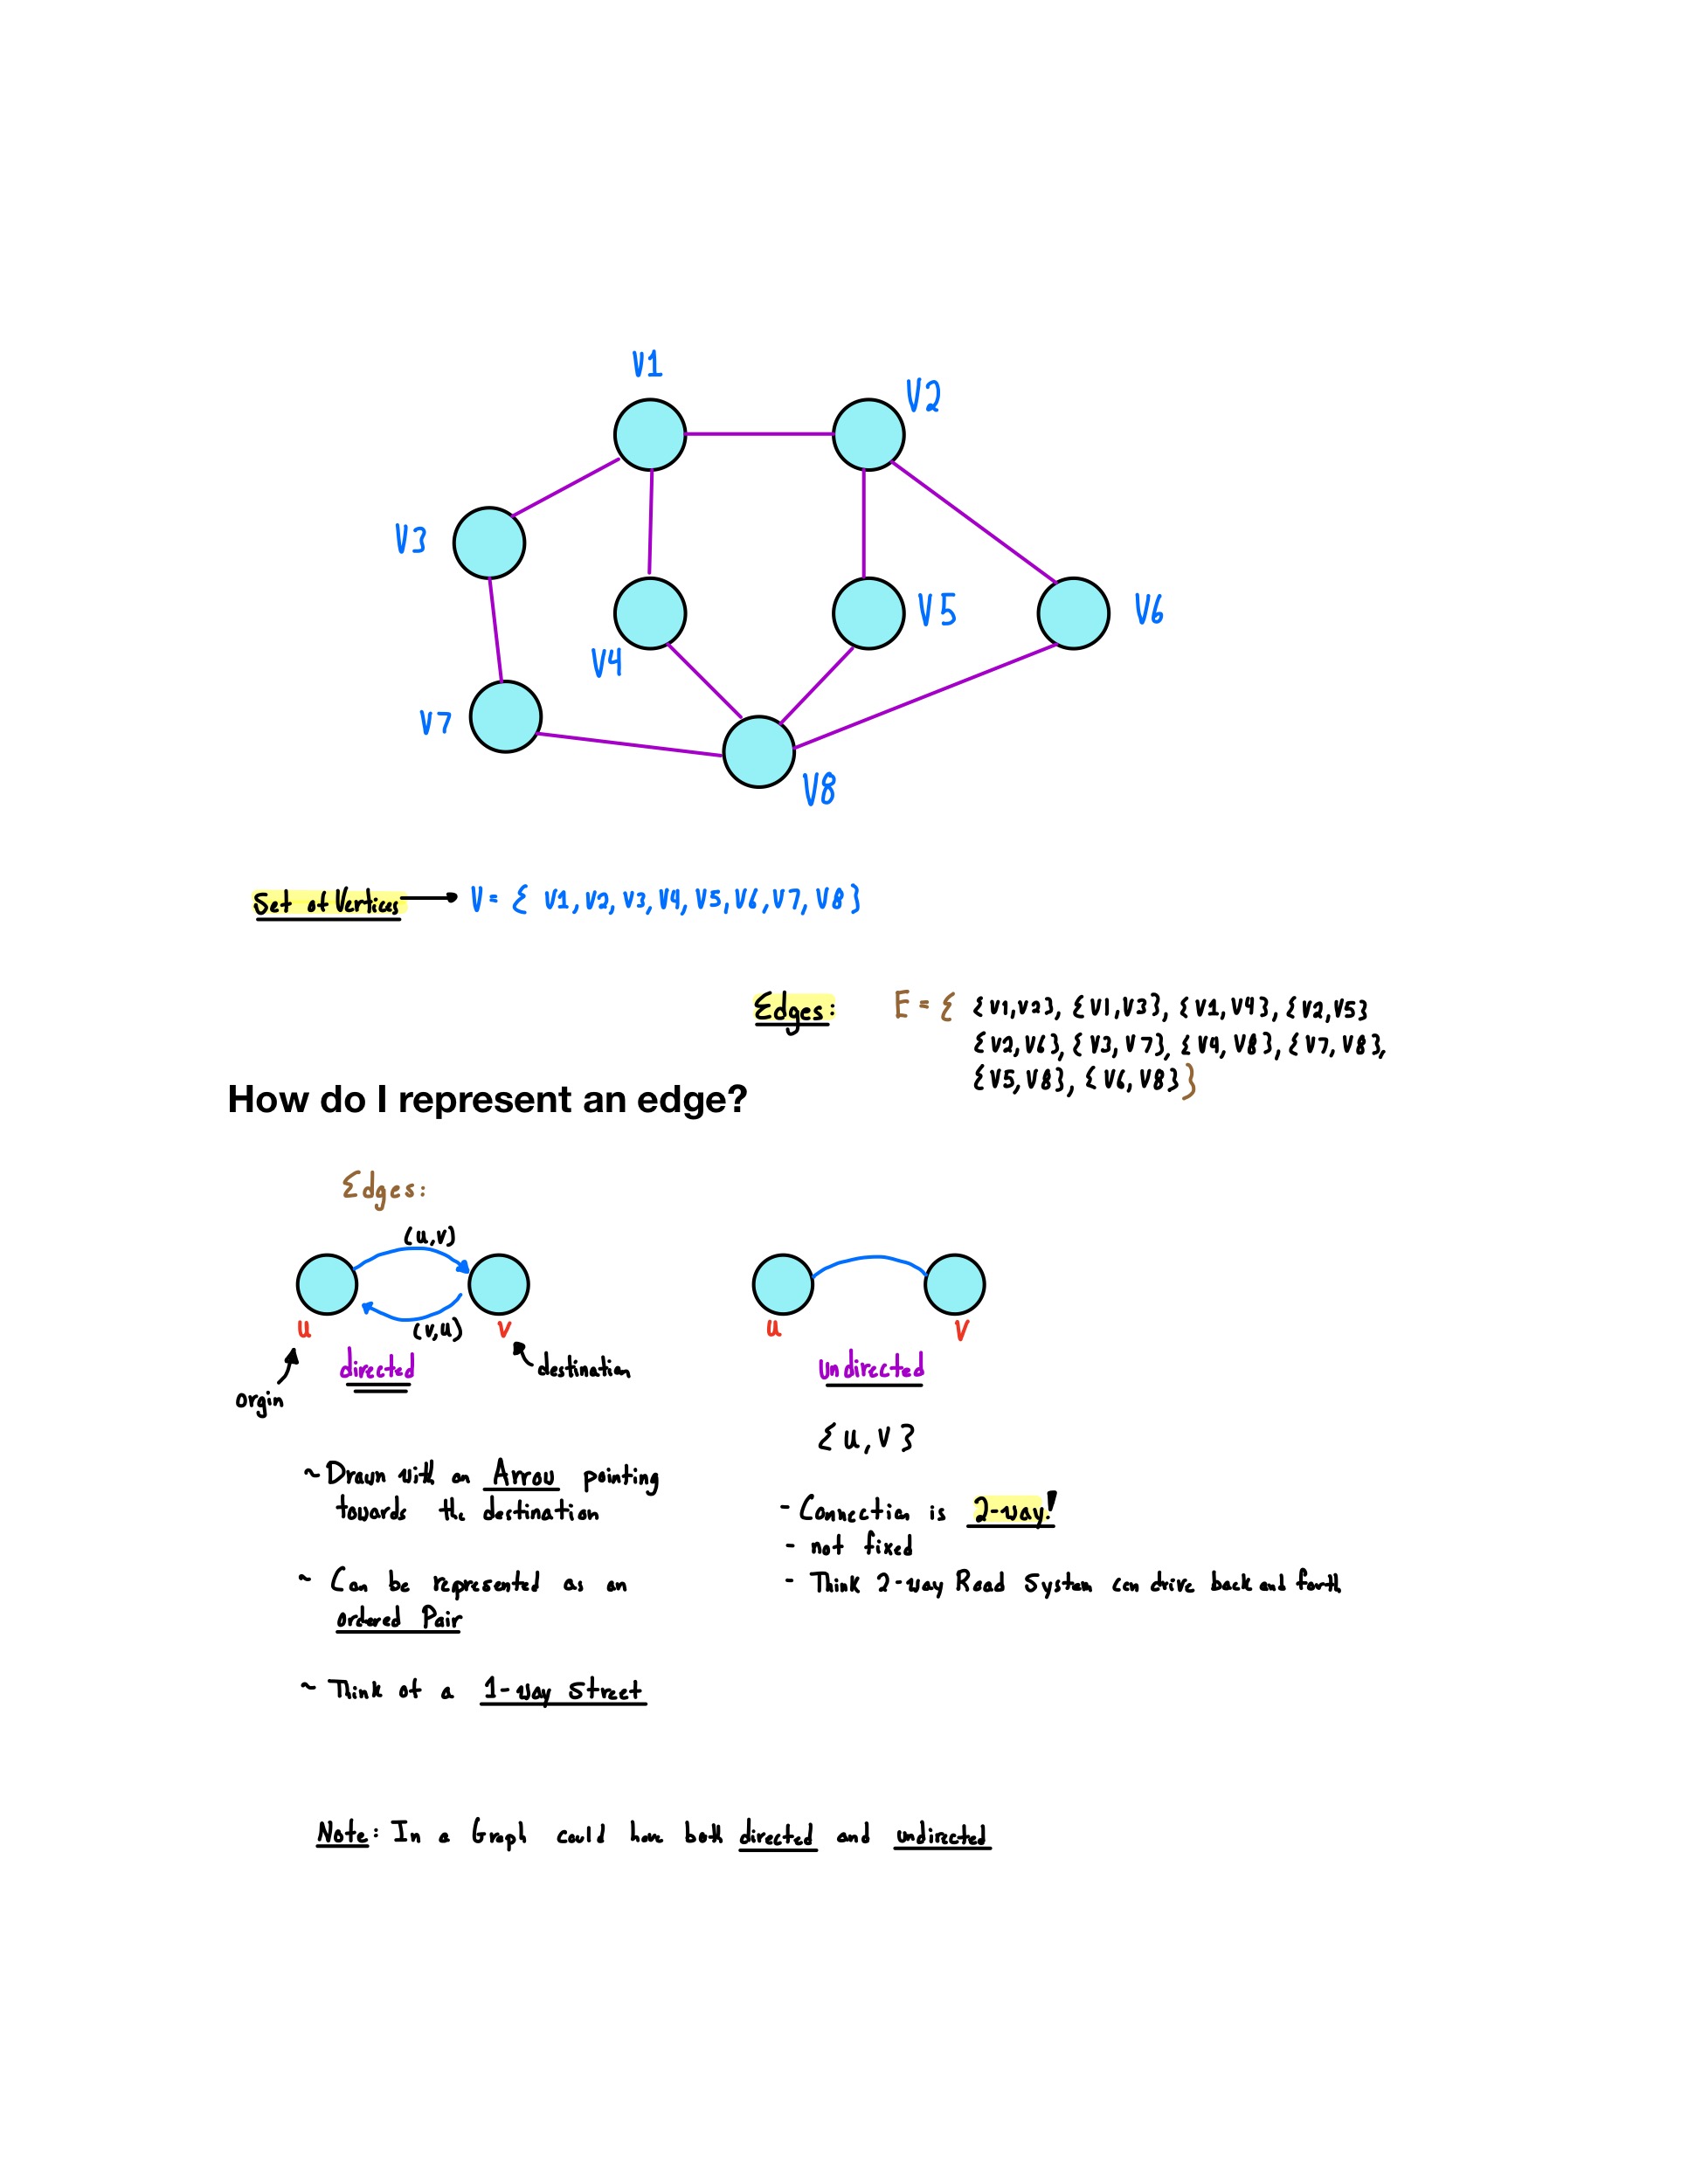 V1
V2
V3
V4
V5
V6
V7
V8
Set of Vertices → V = { V1, V2, V3, V4, V5, V6, V7, V8 }
Edges: E = { {V1,V2}, {V1,V3}, {V1,V4}, {V2,V5}
{V2,V6}, {V3,V7}, {V4,V8}, {V7,V8},
{V5,V8}, {V6,V8} }
How do I represent an edge?
Edges:
(u,v)
(v,u)
u
v
directed
orgin
destination
u
v
undirected
{u,v}
~ Drawn with an Arrow pointing
towards the destination
~ Can be represented as an
ordered Pair
~ Think of a 1-way street
- Connection is 2-way!
- not fixed
- Think 2-way Road System can drive back and forth
Note: In a Graph could have both directed and undirected